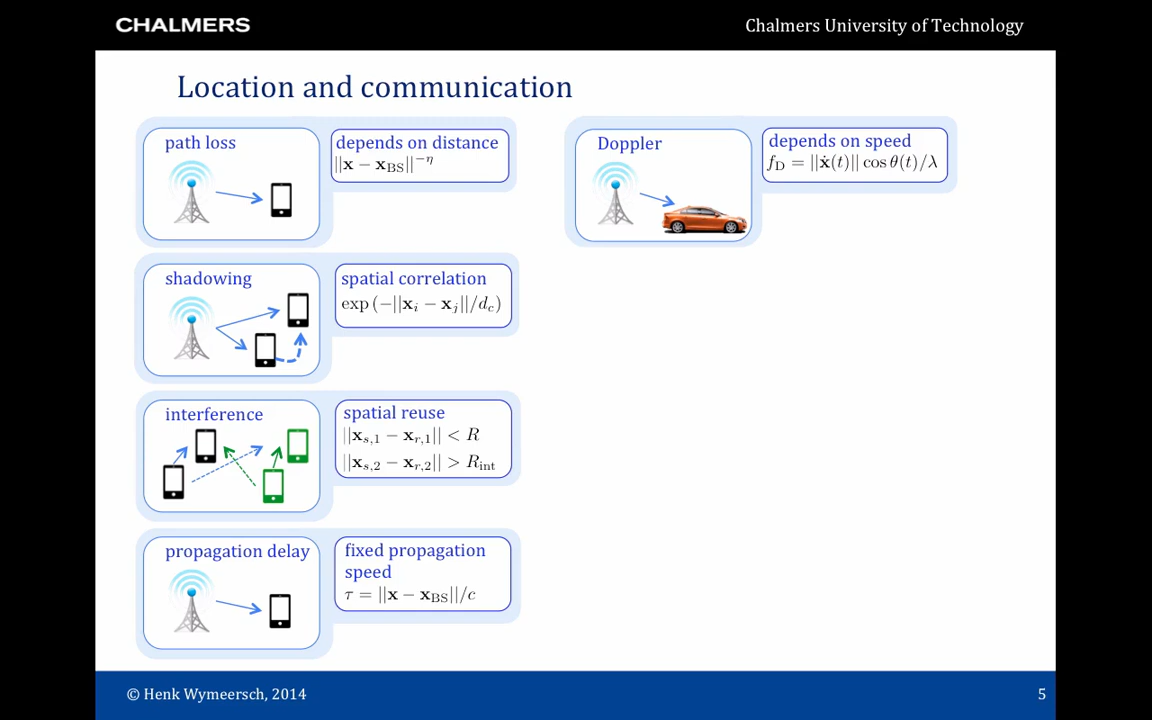 CHALMERS
Chalmers University of Technology
Location and communication
path loss
depends on distance
||x − x_BS||^−η
shadowing
spatial correlation
exp (−||x_i − x_j||/d_c)
interference
spatial reuse
||x_s,1 − x_r,1|| < R
||x_s,2 − x_r,2|| > R_int
propagation delay
fixed propagation
speed
τ = ||x − x_BS||/c
Doppler
depends on speed
f_D = ||ẋ(t)|| cos θ(t)/λ
© Henk Wymeersch, 2014
5